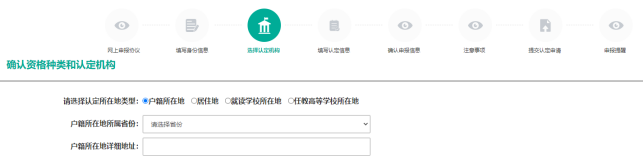 网上申报协议 填写身份信息 选择认定机构 填写认定信息 确认申报信息 注意事项 提交认定申请 申报提醒
确认资格种类和认定机构
请选择认定所在地类型: 户籍所在地 居住地 就读学校所在地 任教高等学校所在地
户籍所在地所属省份: 请选择省份
户籍所在地详细地址: